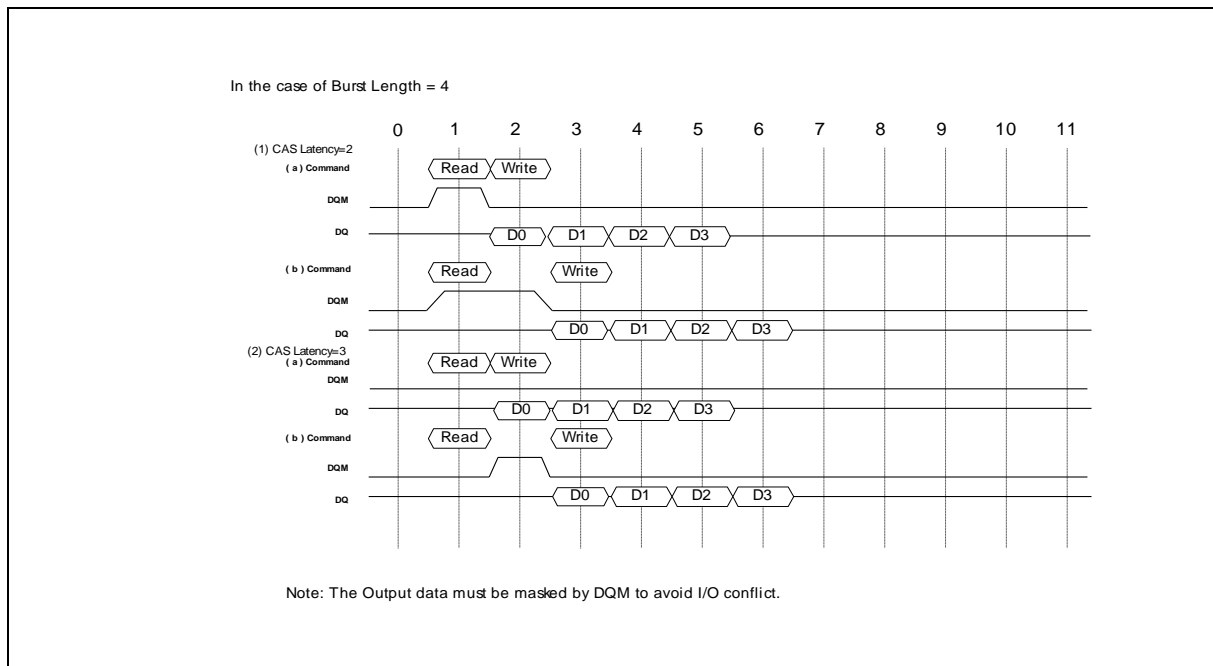 In the case of Burst Length = 4
0 1 2 3 4 5 6 7 8 9 10 11
(1) CAS Latency=2
( a ) Command Read Write
DQM
DQ D0 D1 D2 D3
( b ) Command Read Write
DQM
DQ D0 D1 D2 D3
(2) CAS Latency=3
( a ) Command Read Write
DQM
DQ D0 D1 D2 D3
( b ) Command Read Write
DQM
DQ D0 D1 D2 D3
Note: The Output data must be masked by DQM to avoid I/O conflict.